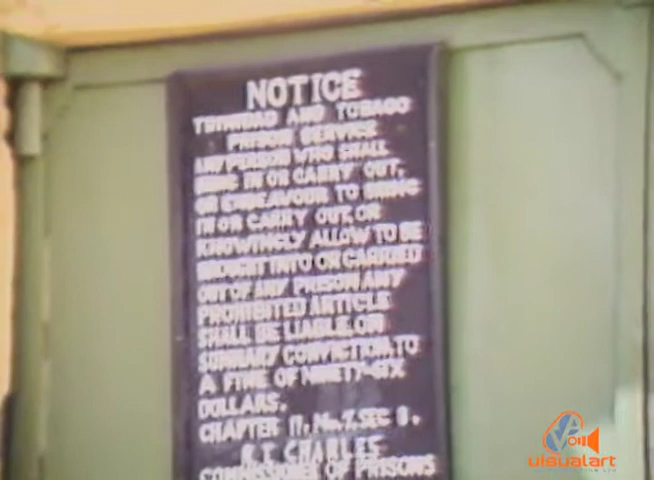 NOTICE
TRINIDAD AND TOBAGO
PRISON SERVICE
ANY PERSON WHO SHALL
BRING IN OR CARRY OUT,
OR ENDEAVOUR TO BRING
IN OR CARRY OUT, OR
KNOWINGLY ALLOW TO BE
BROUGHT INTO OR CARRIED
OUT OF ANY PRISON ANY
PROHIBITED ARTICLE
SHALL BE LIABLE ON
SUMMARY CONVICTION TO
A FINE OF NINETY-SIX
DOLLARS.
CHAPTER 11, No. 7, SEC 8.
CHARLES
COMMISSIONER OF PRISONS
visualart